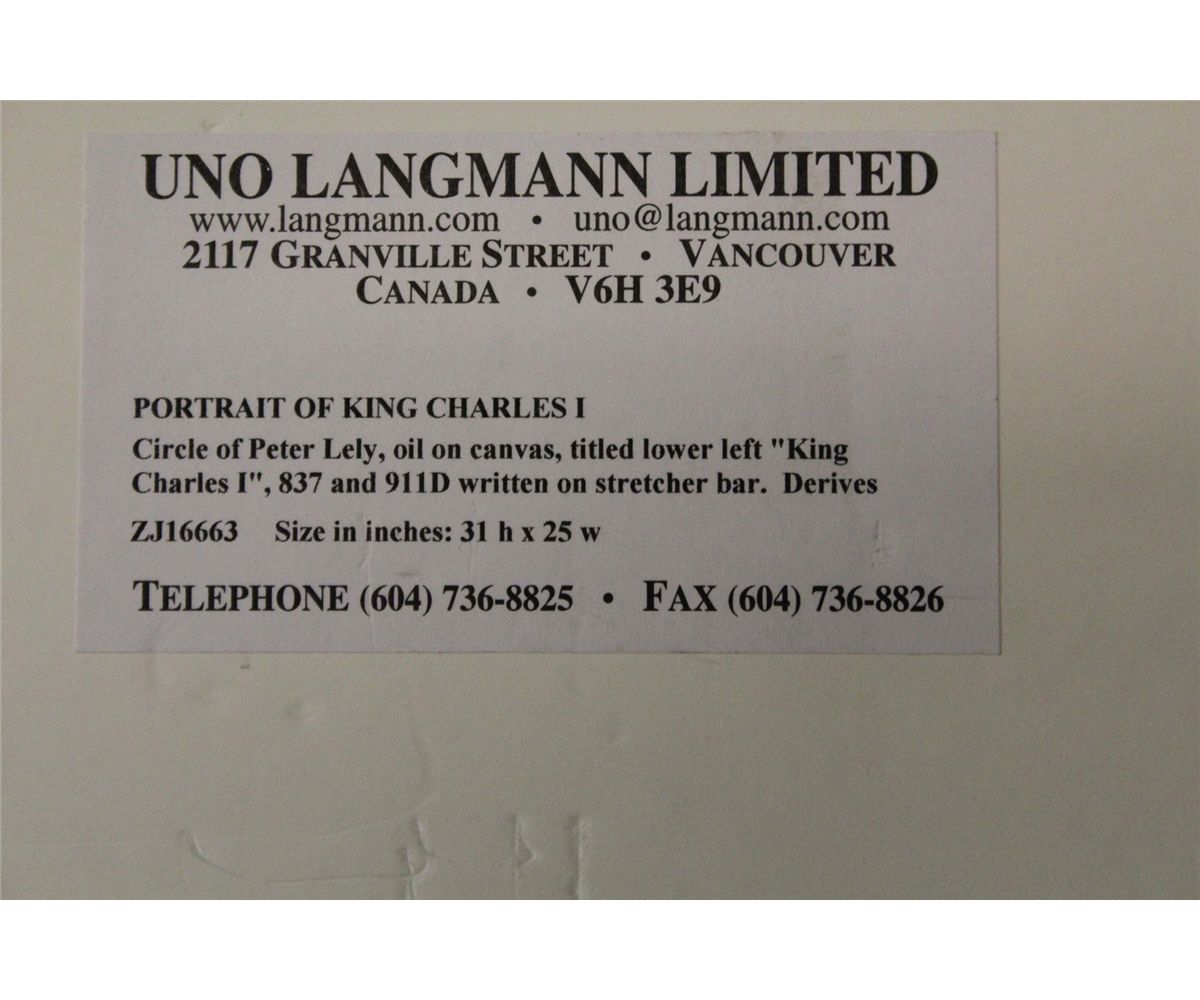 UNO LANGMANN LIMITED
www.langmann.com • uno@langmann.com
2117 GRANVILLE STREET • VANCOUVER
CANADA • V6H 3E9
PORTRAIT OF KING CHARLES I
Circle of Peter Lely, oil on canvas, titled lower left "King
Charles I", 837 and 911D written on stretcher bar. Derives
ZJ16663 Size in inches: 31 h x 25 w
TELEPHONE (604) 736-8825 • FAX (604) 736-8826